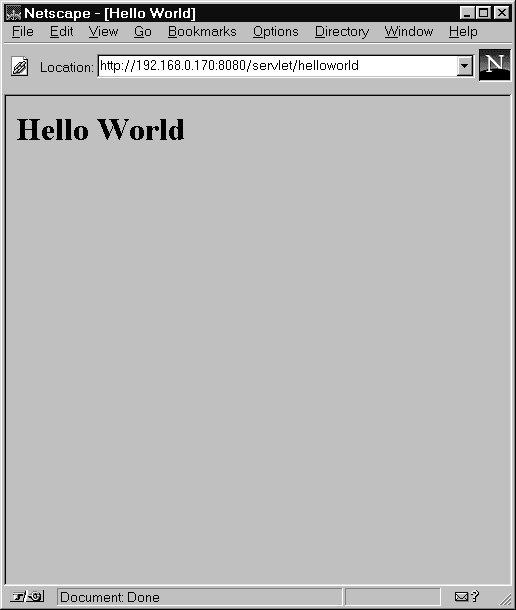 Netscape - [Hello World]
File Edit View Go Bookmarks Options Directory Window Help
Location: http://192.168.0.170:8080/servlet/helloworld N
Hello World
Document: Done ?